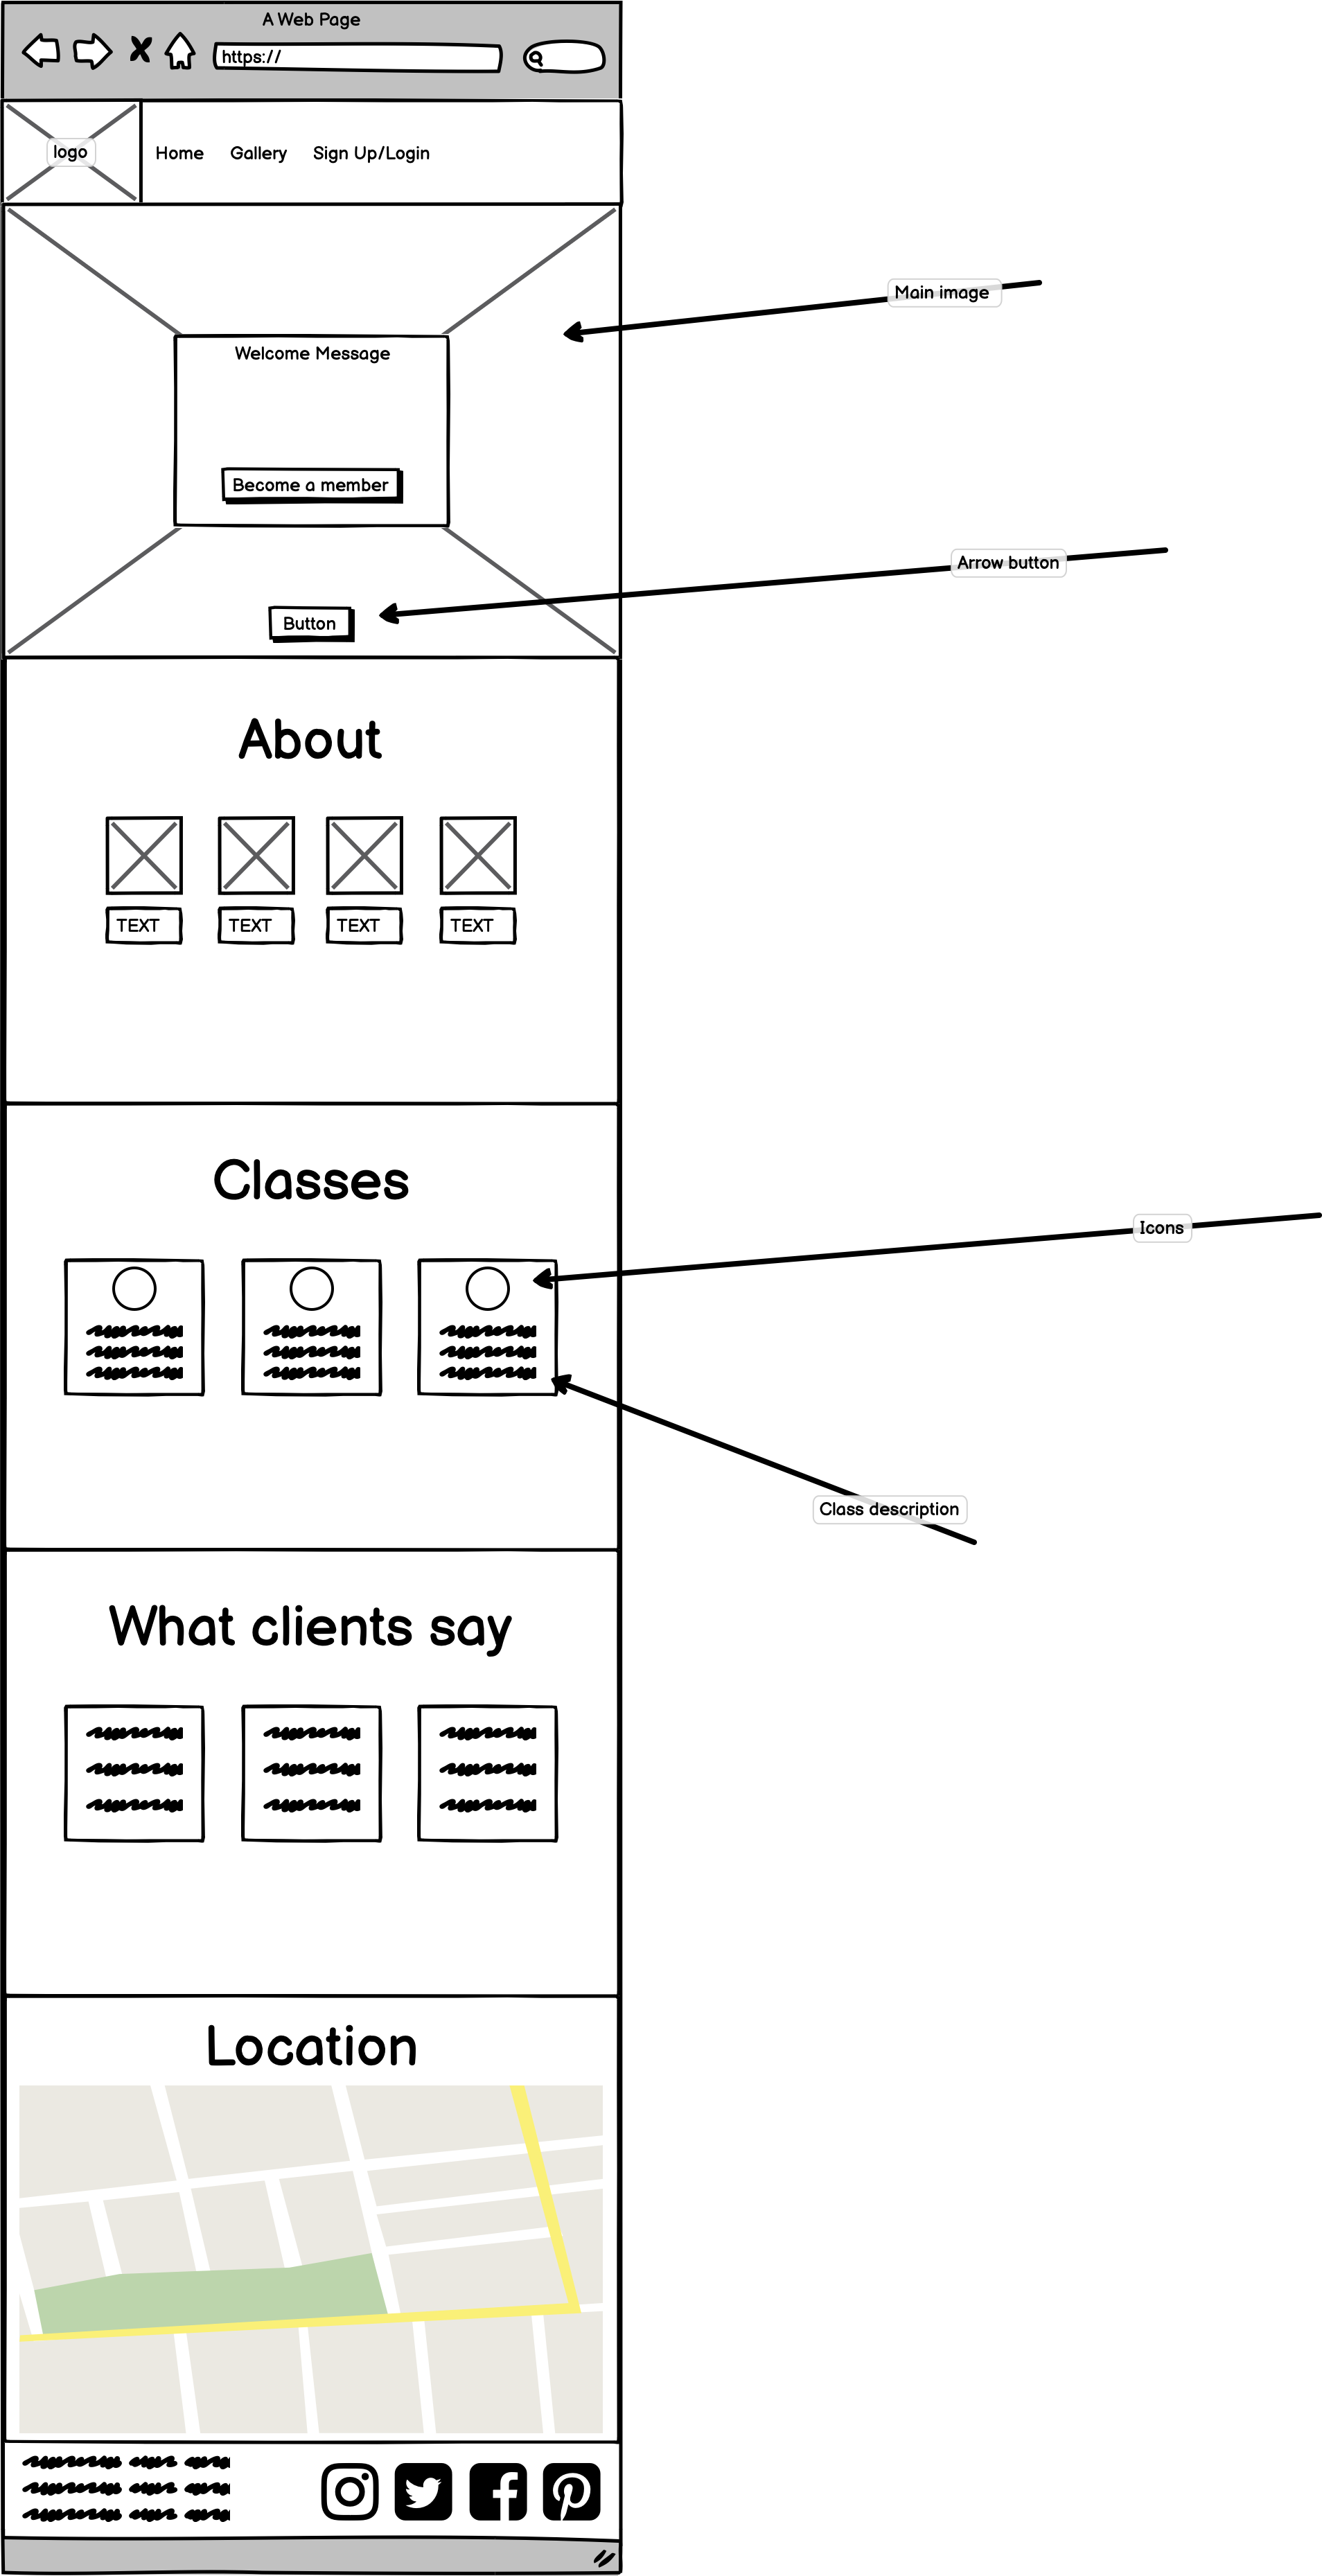 A Web Page
https://
logo
Home Gallery Sign Up/Login
Main image
Welcome Message
Become a member
Arrow button
Button
About
TEXT TEXT TEXT TEXT
Classes
Icons
Class description
What clients say
Location